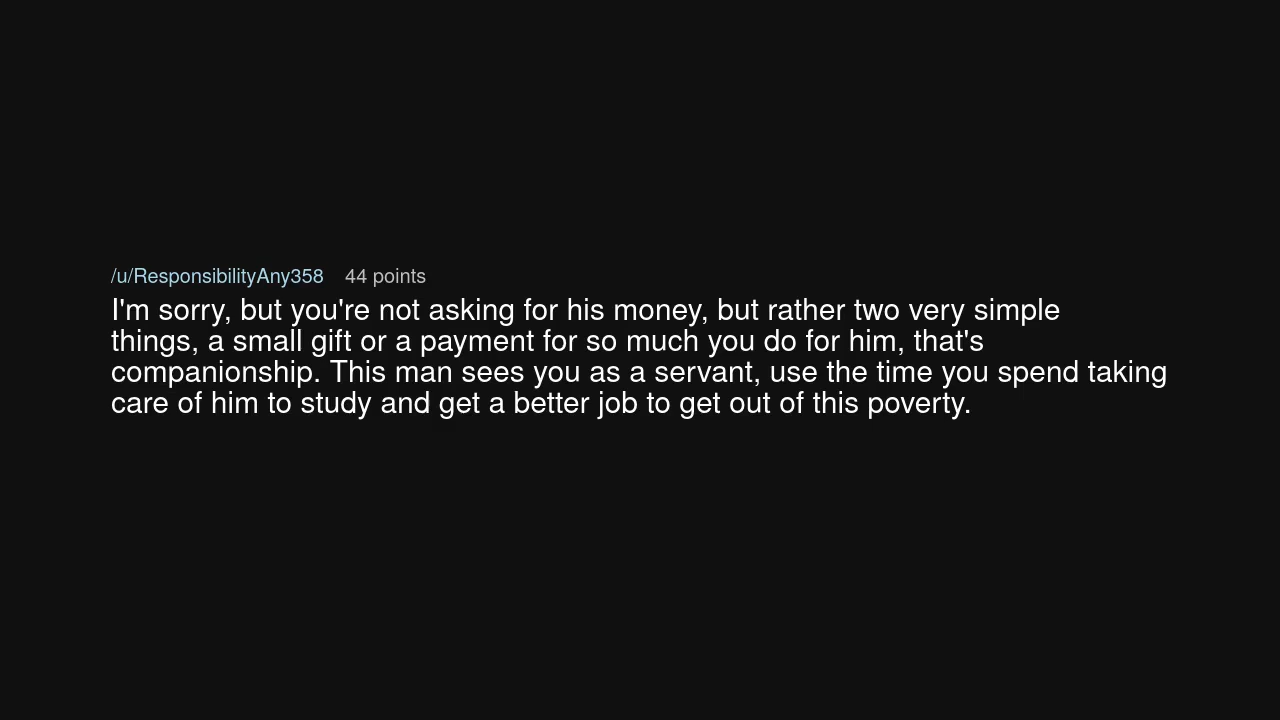 /u/ResponsibilityAny358 44 points
I'm sorry, but you're not asking for his money, but rather two very simple
things, a small gift or a payment for so much you do for him, that's
companionship. This man sees you as a servant, use the time you spend taking
care of him to study and get a better job to get out of this poverty.